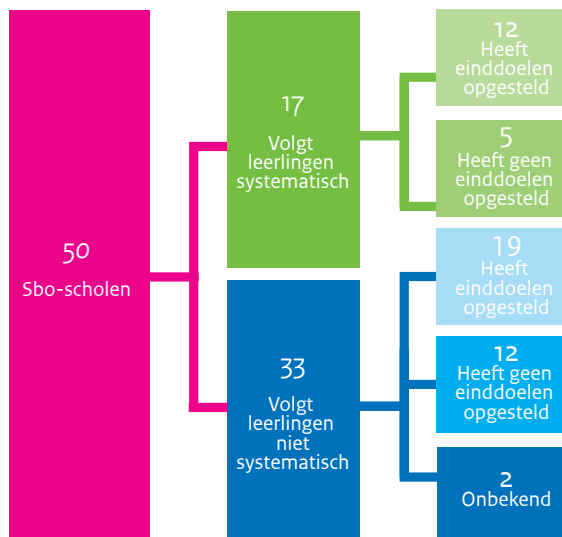 50
Sbo-scholen
17
Volgt
leerlingen
systematisch
12
Heeft
einddoelen
opgesteld
5
Heeft geen
einddoelen
opgesteld
33
Volgt
leerlingen
niet
systematisch
19
Heeft
einddoelen
opgesteld
12
Heeft geen
einddoelen
opgesteld
2
Onbekend